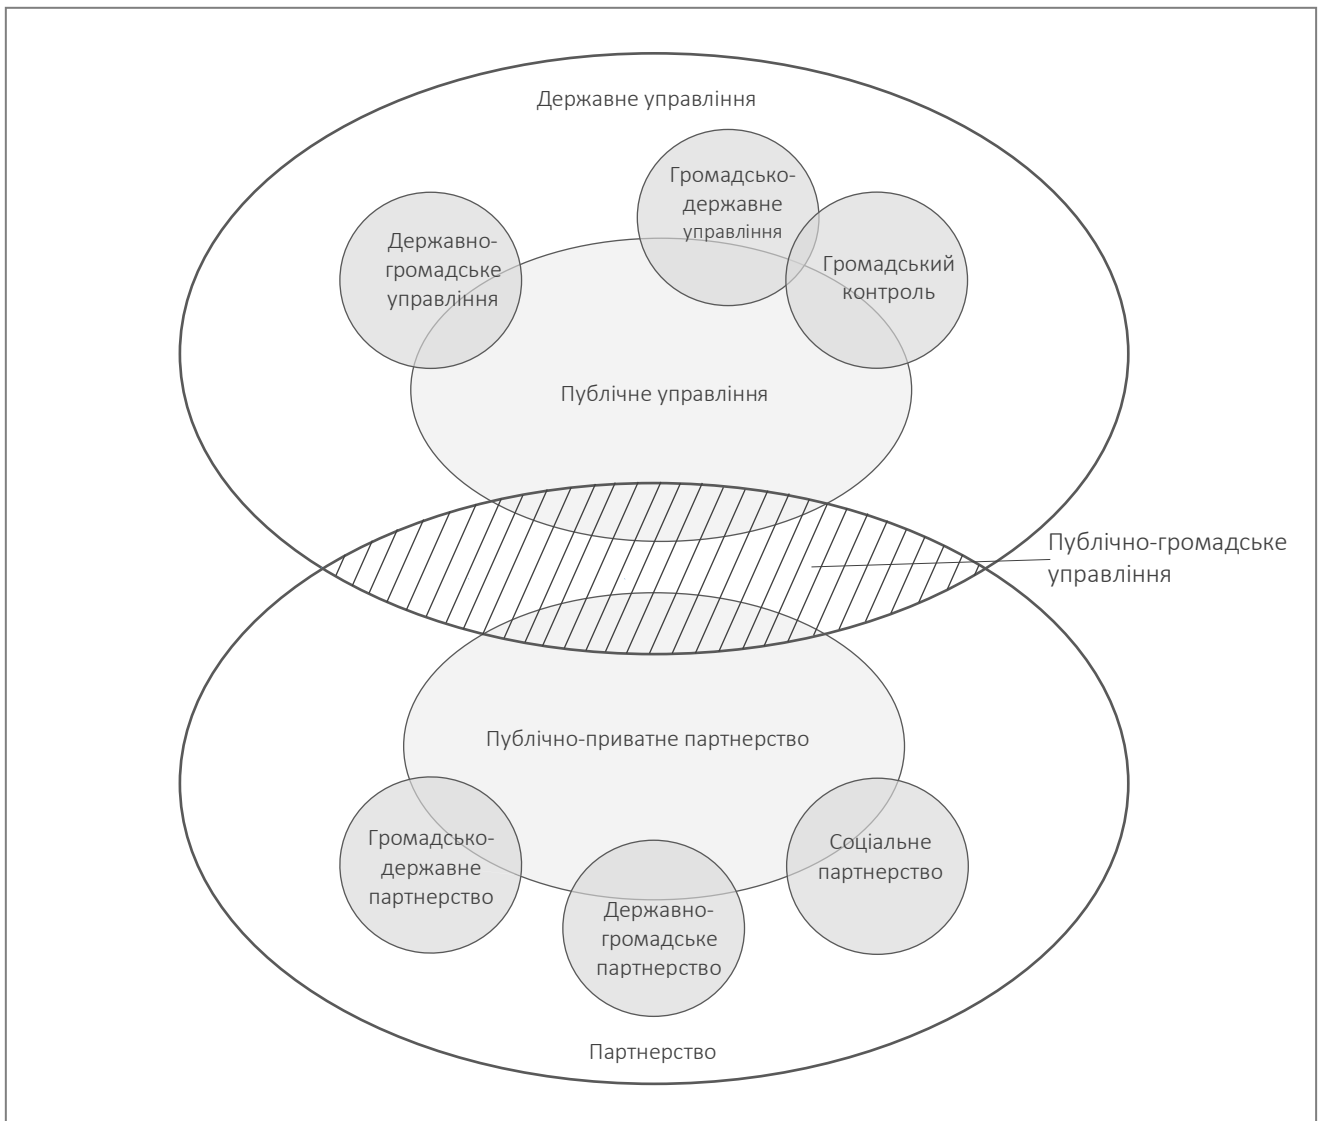 Державне управління
Громадсько-
державне
управління
Державно-
громадське
управління
Громадський
контроль
Публічне управління
Публічно-громадське
управління
Публічно-приватне партнерство
Громадсько-
державне
партнерство
Державно-
громадське
партнерство
Соціальне
партнерство
Партнерство